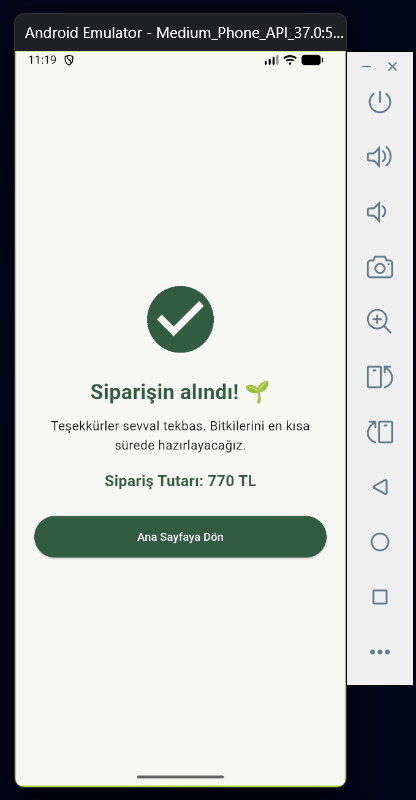 Android Emulator - Medium_Phone_API_37.0:5...
11:19
Siparişin alındı! 🌱
Teşekkürler sevval tekbas. Bitkilerini en kısa
sürede hazırlayacağız.
Sipariş Tutarı: 770 TL
Ana Sayfaya Dön